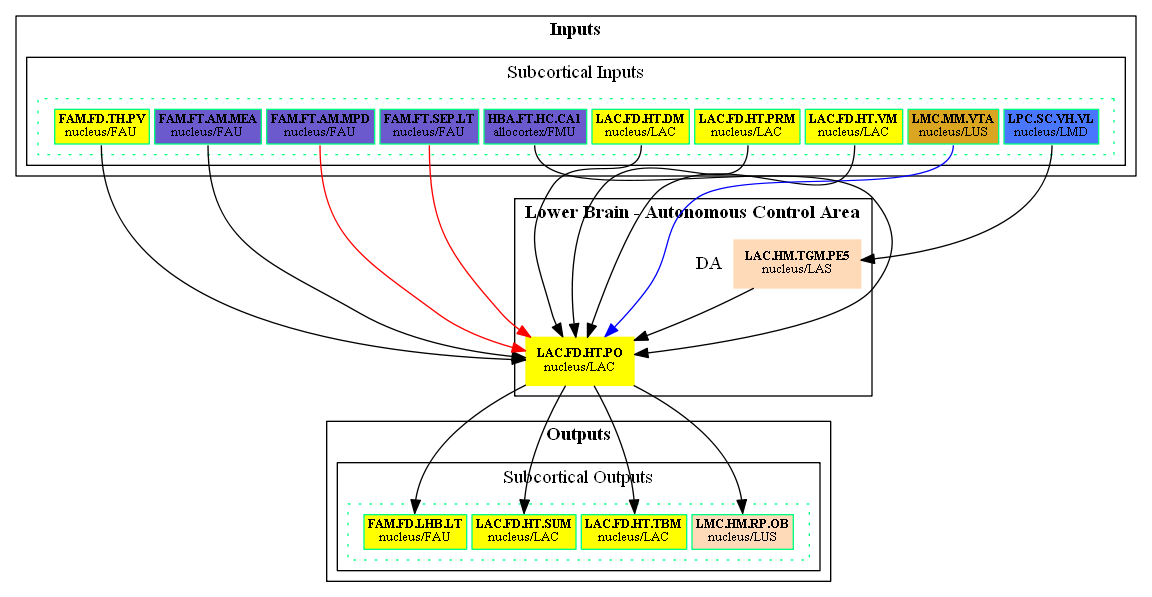 Inputs
Subcortical Inputs
FAM.FD.TH.PV
nucleus/FAU
FAM.FT.AM.MEA
nucleus/FAU
FAM.FT.AM.MPD
nucleus/FAU
FAM.FT.SEP.LT
nucleus/FAU
HBA.FT.HC.CA1
allocortex/FMU
LAC.FD.HT.DM
nucleus/LAC
LAC.FD.HT.PRM
nucleus/LAC
LAC.FD.HT.VM
nucleus/LAC
LMC.MM.VTA
nucleus/LUS
LPC.SC.VH.VL
nucleus/LMD
Lower Brain - Autonomous Control Area
DA
LAC.HM.TGM.PE5
nucleus/LAS
LAC.FD.HT.PO
nucleus/LAC
Outputs
Subcortical Outputs
FAM.FD.LHB.LT
nucleus/FAU
LAC.FD.HT.SUM
nucleus/LAC
LAC.FD.HT.TBM
nucleus/LAC
LMC.HM.RP.OB
nucleus/LUS